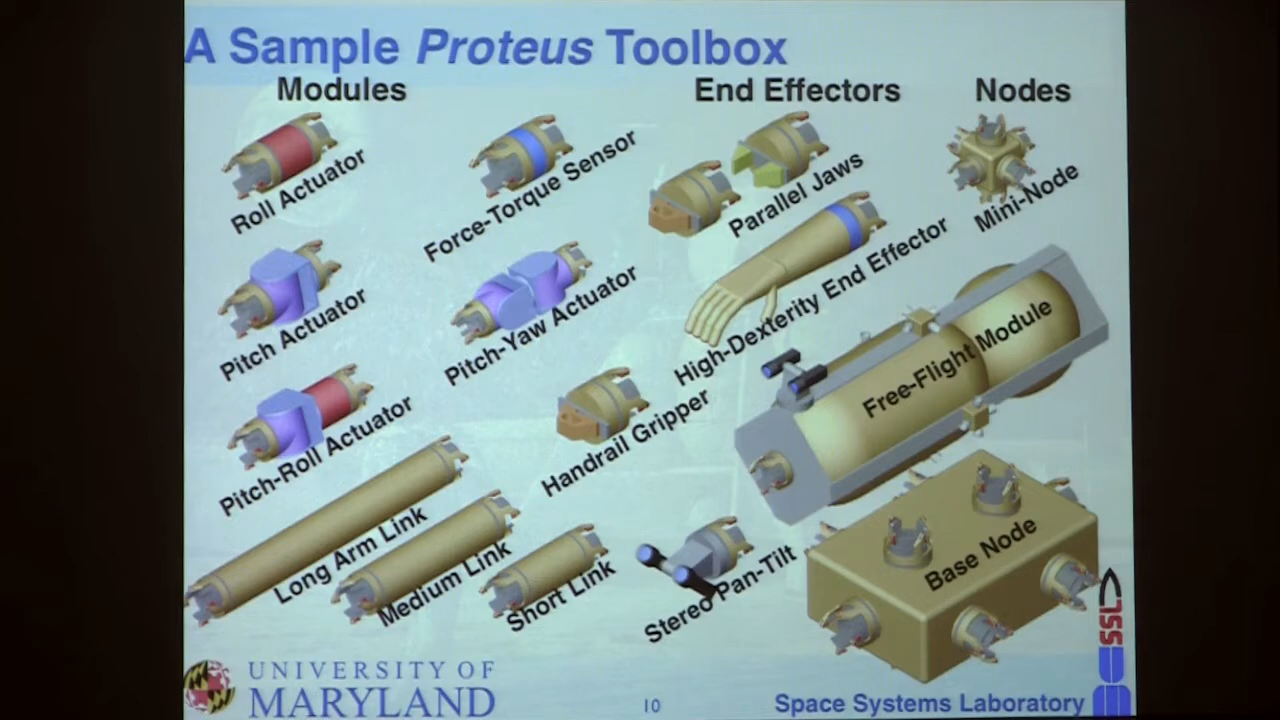 A Sample Proteus Toolbox
Modules
End Effectors
Nodes
Roll Actuator
Force-Torque Sensor
Parallel Jaws
Mini-Node
Pitch Actuator
Pitch-Yaw Actuator
High-Dexterity End Effector
Free-Flight Module
Pitch-Roll Actuator
Handrail Gripper
Long Arm Link
Medium Link
Short Link
Stereo Pan-Tilt
Base Node
SSL
UNIVERSITY OF
MARYLAND
10
Space Systems Laboratory